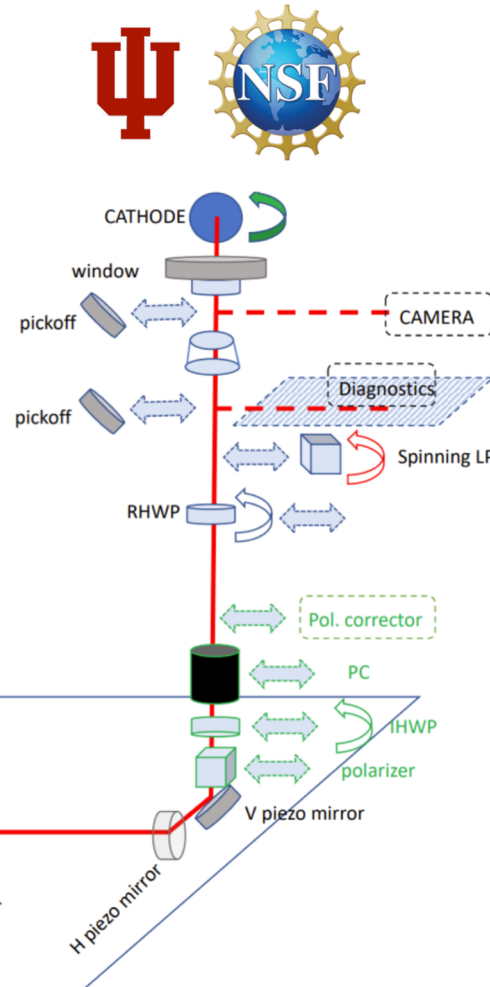 NSF
CATHODE
window
pickoff
CAMERA
Diagnostics
pickoff
Spinning LP
RHWP
Pol. corrector
PC
IHWP
polarizer
V piezo mirror
H piezo mirror